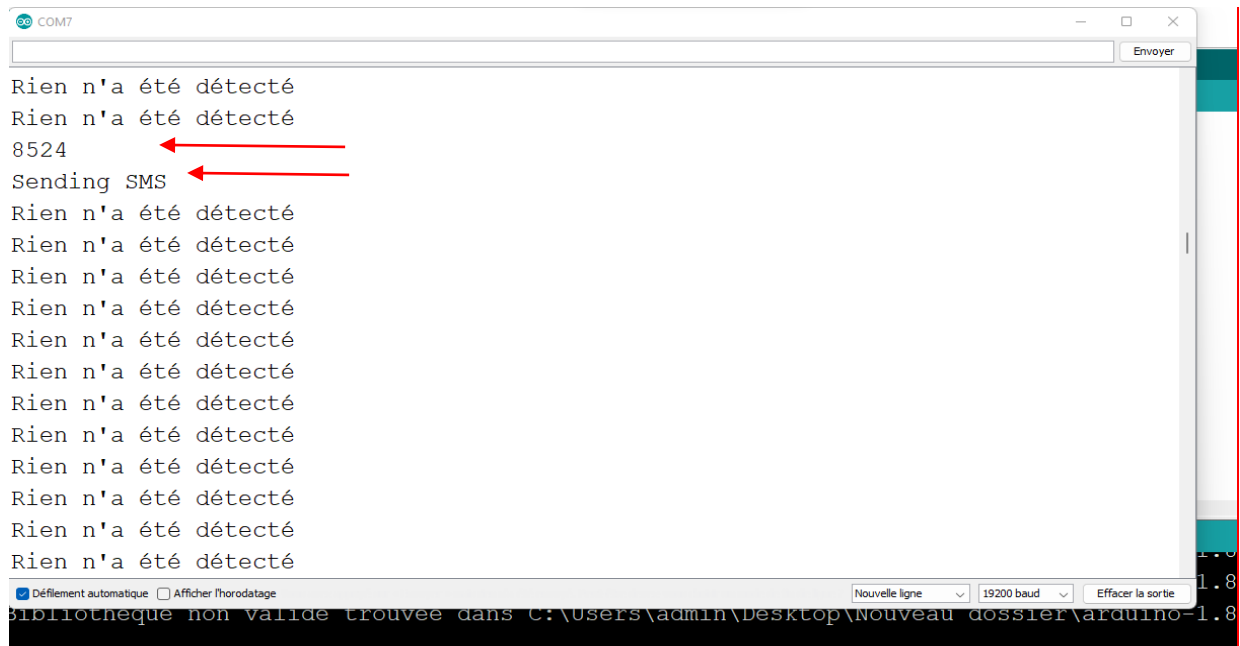 COM7
Envoyer
Rien n'a été détecté
Rien n'a été détecté
8524
Sending SMS
Rien n'a été détecté
Rien n'a été détecté
Rien n'a été détecté
Rien n'a été détecté
Rien n'a été détecté
Rien n'a été détecté
Rien n'a été détecté
Rien n'a été détecté
Rien n'a été détecté
Rien n'a été détecté
Rien n'a été détecté
Rien n'a été détecté
Défilement automatique Afficher l'horodatage Nouvelle ligne 19200 baud Effacer la sortie
1.8
Bibliothèque non valide trouvée dans C:\Users\admin\Desktop\Nouveau dossier\arduino-1.8